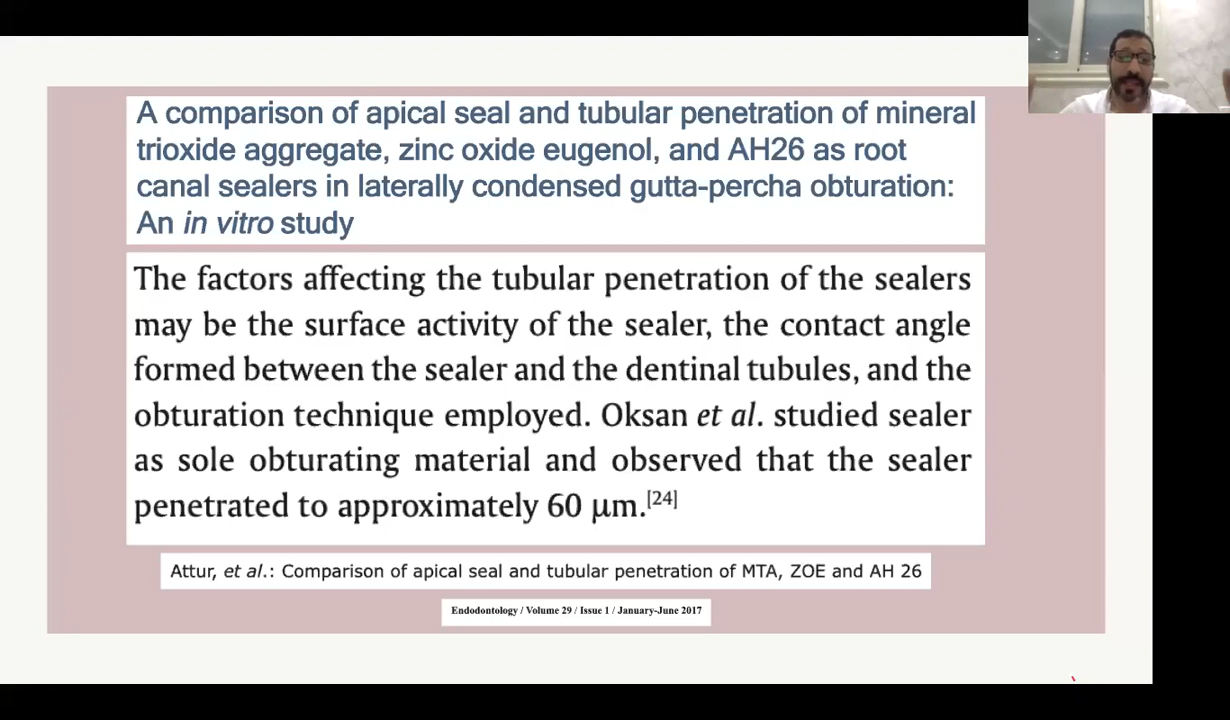 A comparison of apical seal and tubular penetration of mineral
trioxide aggregate, zinc oxide eugenol, and AH26 as root
canal sealers in laterally condensed gutta-percha obturation:
An in vitro study
The factors affecting the tubular penetration of the sealers
may be the surface activity of the sealer, the contact angle
formed between the sealer and the dentinal tubules, and the
obturation technique employed. Oksan et al. studied sealer
as sole obturating material and observed that the sealer
penetrated to approximately 60 μm.[24]
Attur, et al.: Comparison of apical seal and tubular penetration of MTA, ZOE and AH 26
Endodontology / Volume 29 / Issue 1 / January-June 2017